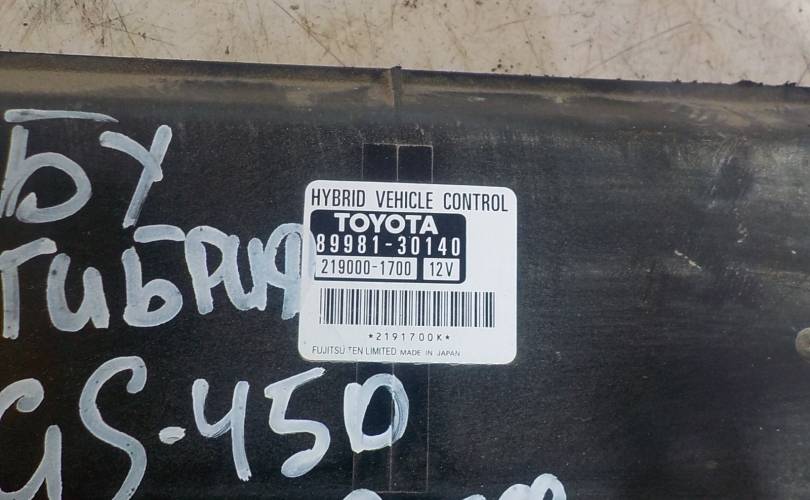 БУ
HYBRID VEHICLE CONTROL
TOYOTA
89981-30140
219000-1700 12V
*2191700K*
FUJITSU TEN LIMITED MADE IN JAPAN
Гибрид
GS-450